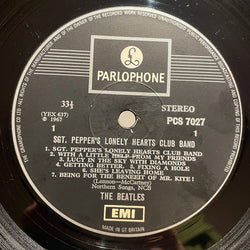 PARLOPHONE
33⅓
STEREO
(YEX 637)
PCS 7027
℗ 1967
1
1
SGT. PEPPER'S LONELY HEARTS CLUB BAND
1. SGT. PEPPER'S LONELY HEARTS CLUB BAND
2. WITH A LITTLE HELP FROM MY FRIENDS
3. LUCY IN THE SKY WITH DIAMONDS
4. GETTING BETTER. 5. FIXING A HOLE
6. SHE'S LEAVING HOME
7. BEING FOR THE BENEFIT OF MR. KITE!
(Lennon—McCartney)
Northern Songs, NCB
THE BEATLES
EMI
MADE IN GT BRITAIN